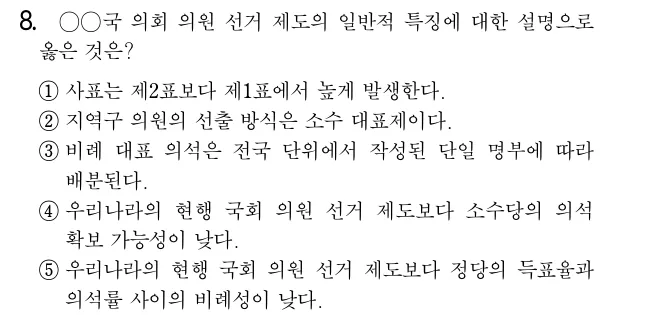 8. ○○국 의회 의원 선거 제도의 일반적 특징에 대한 설명으로
옳은 것은?
① 사표는 제2표보다 제1표에서 높게 발생한다.
② 지역구 의원의 선출 방식은 소수 대표제이다.
③ 비례 대표 의석은 전국 단위에서 작성된 단일 명부에 따라
배분된다.
④ 우리나라의 현행 국회 의원 선거 제도보다 소수당의 의석
확보 가능성이 낮다.
⑤ 우리나라의 현행 국회 의원 선거 제도보다 정당의 득표율과
의석률 사이의 비례성이 낮다.